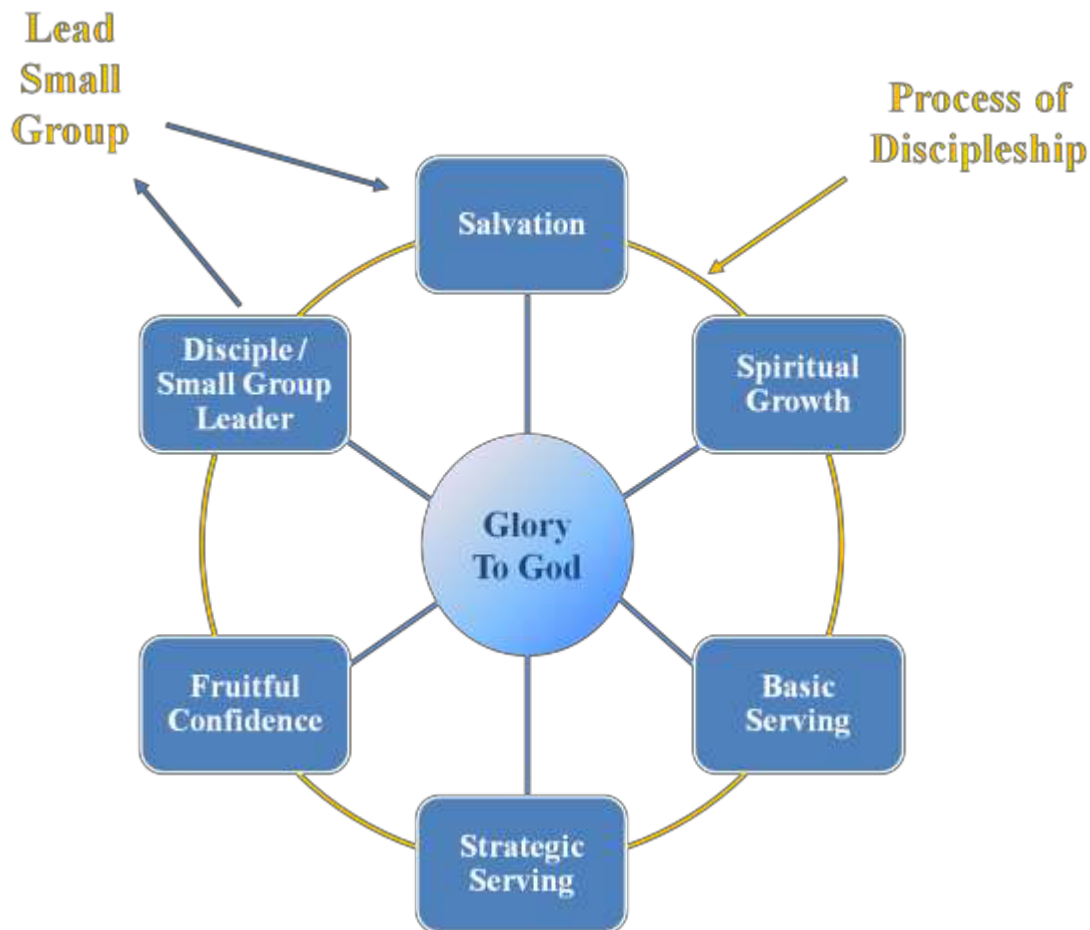 Lead
Small
Group
Process of
Discipleship
Salvation
Disciple /
Small Group
Leader
Spiritual
Growth
Glory
To God
Fruitful
Confidence
Basic
Serving
Strategic
Serving